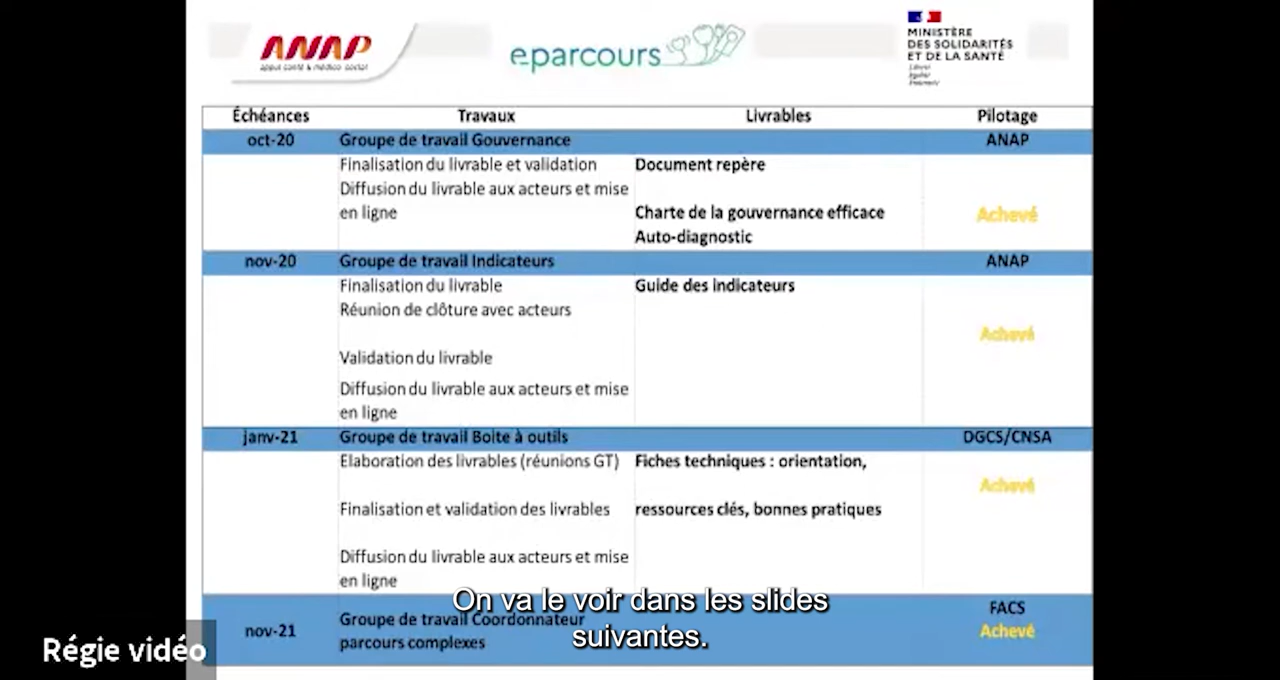 ANAP
appui santé & médico-social
eparcours
MINISTÈRE
DES SOLIDARITÉS
ET DE LA SANTÉ
Liberté
Égalité
Fraternité
Échéances Travaux Livrables Pilotage
oct-20 Groupe de travail Gouvernance ANAP
Finalisation du livrable et validation Document repère
Diffusion du livrable aux acteurs et mise
en ligne Charte de la gouvernance efficace Achevé
Auto-diagnostic
nov-20 Groupe de travail Indicateurs ANAP
Finalisation du livrable Guide des indicateurs
Réunion de clôture avec acteurs
Achevé
Validation du livrable
Diffusion du livrable aux acteurs et mise
en ligne
janv-21 Groupe de travail Boite à outils DGCS/CNSA
Elaboration des livrables (réunions GT) Fiches techniques : orientation,
Achevé
Finalisation et validation des livrables ressources clés, bonnes pratiques
Diffusion du livrable aux acteurs et mise
en ligne
nov-21 Groupe de travail Coordonnateur FACS
parcours complexes Achevé
On va le voir dans les slides
suivantes.
Régie vidéo